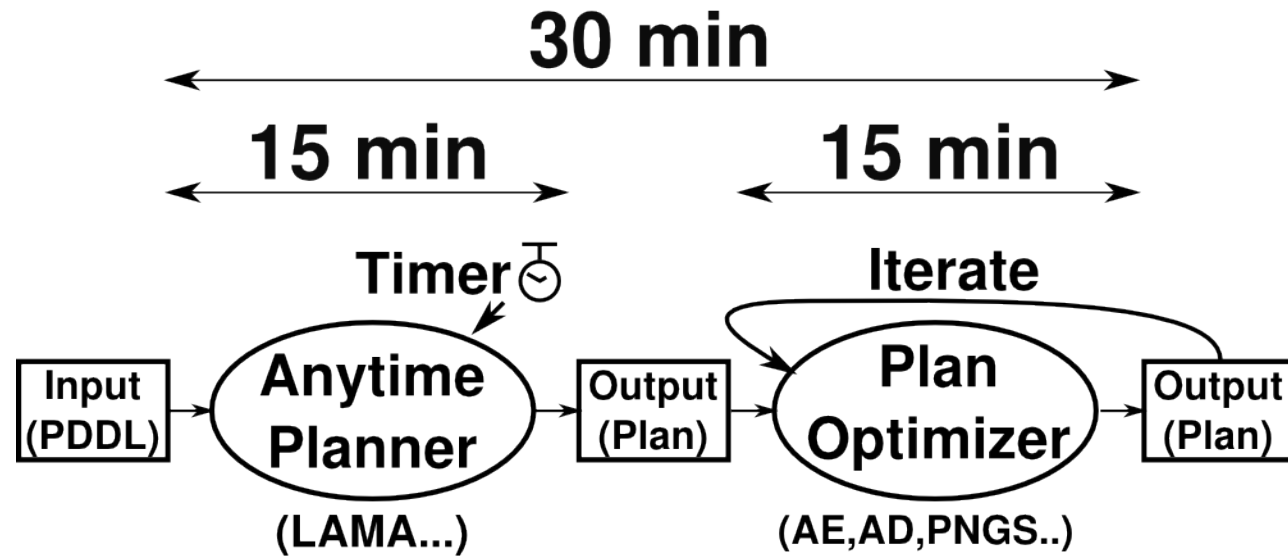 30 min
15 min
15 min
Timer
Iterate
Input
(PDDL)
Anytime
Planner
Output
(Plan)
Plan
Optimizer
Output
(Plan)
(LAMA...)
(AE,AD,PNGS..)